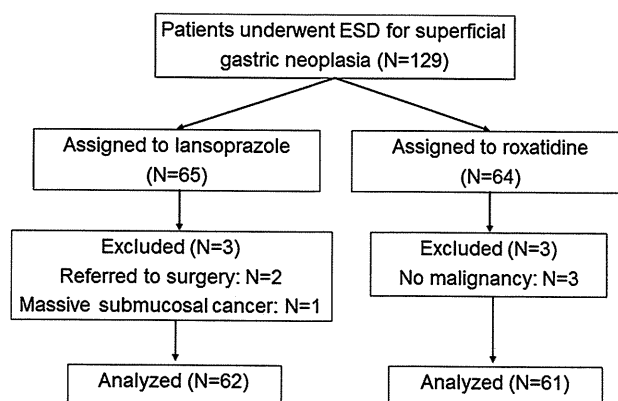 Patients underwent ESD for superficial
gastric neoplasia (N=129)
Assigned to lansoprazole
(N=65)
Assigned to roxatidine
(N=64)
Excluded (N=3)
Referred to surgery: N=2
Massive submucosal cancer: N=1
Excluded (N=3)
No malignancy: N=3
Analyzed (N=62)
Analyzed (N=61)